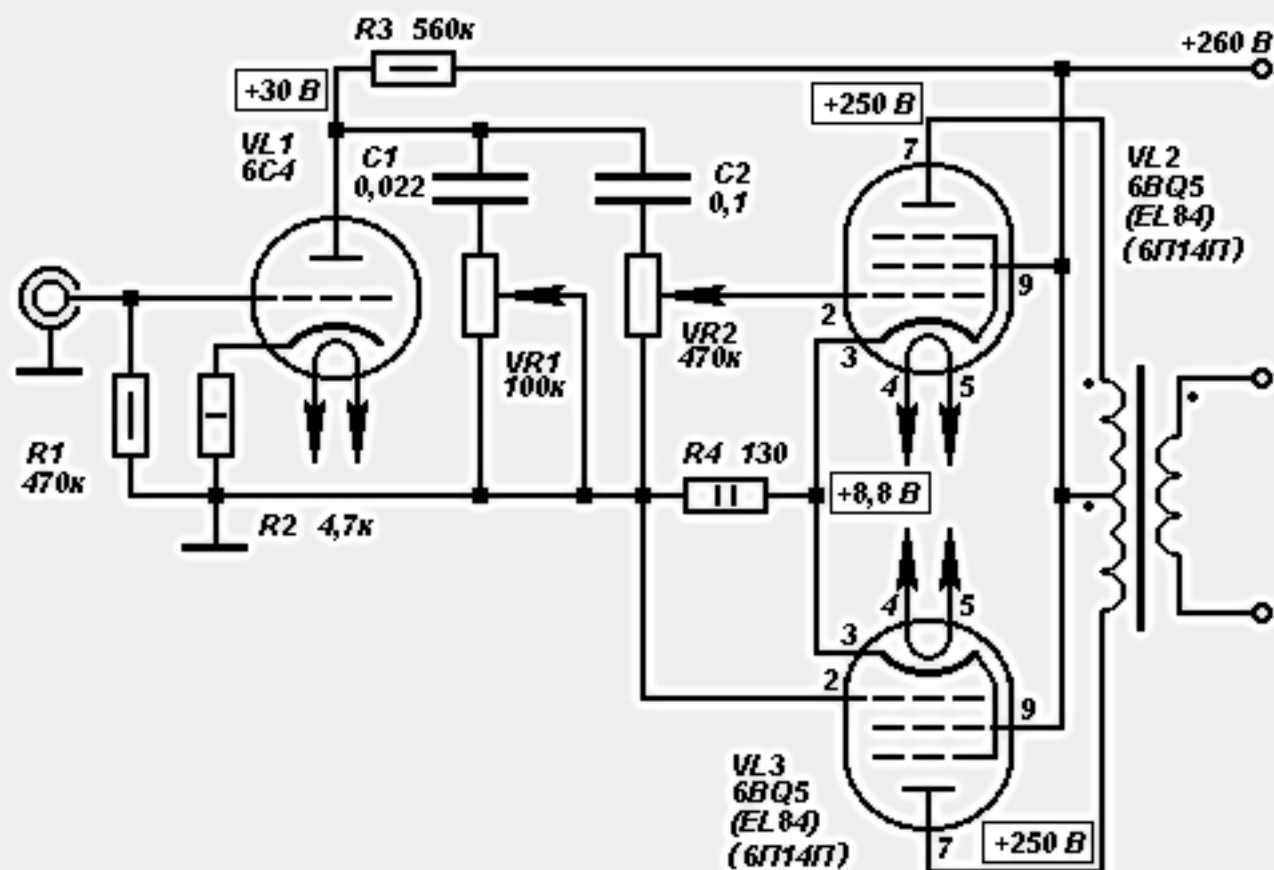 R3 560к
+260 В
+30 В
+250 В
7
VL1
6С4
C1
0,022
C2
0,1
VL2
6BQ5
(EL84)
(6П14П)
9
2
3
VR2
470к
VR1
100к
4 5
R1
470к
R4 130
+8,8 В
R2 4,7к
4 5
3
2
9
VL3
6BQ5
(EL84)
(6П14П)
7
+250 В